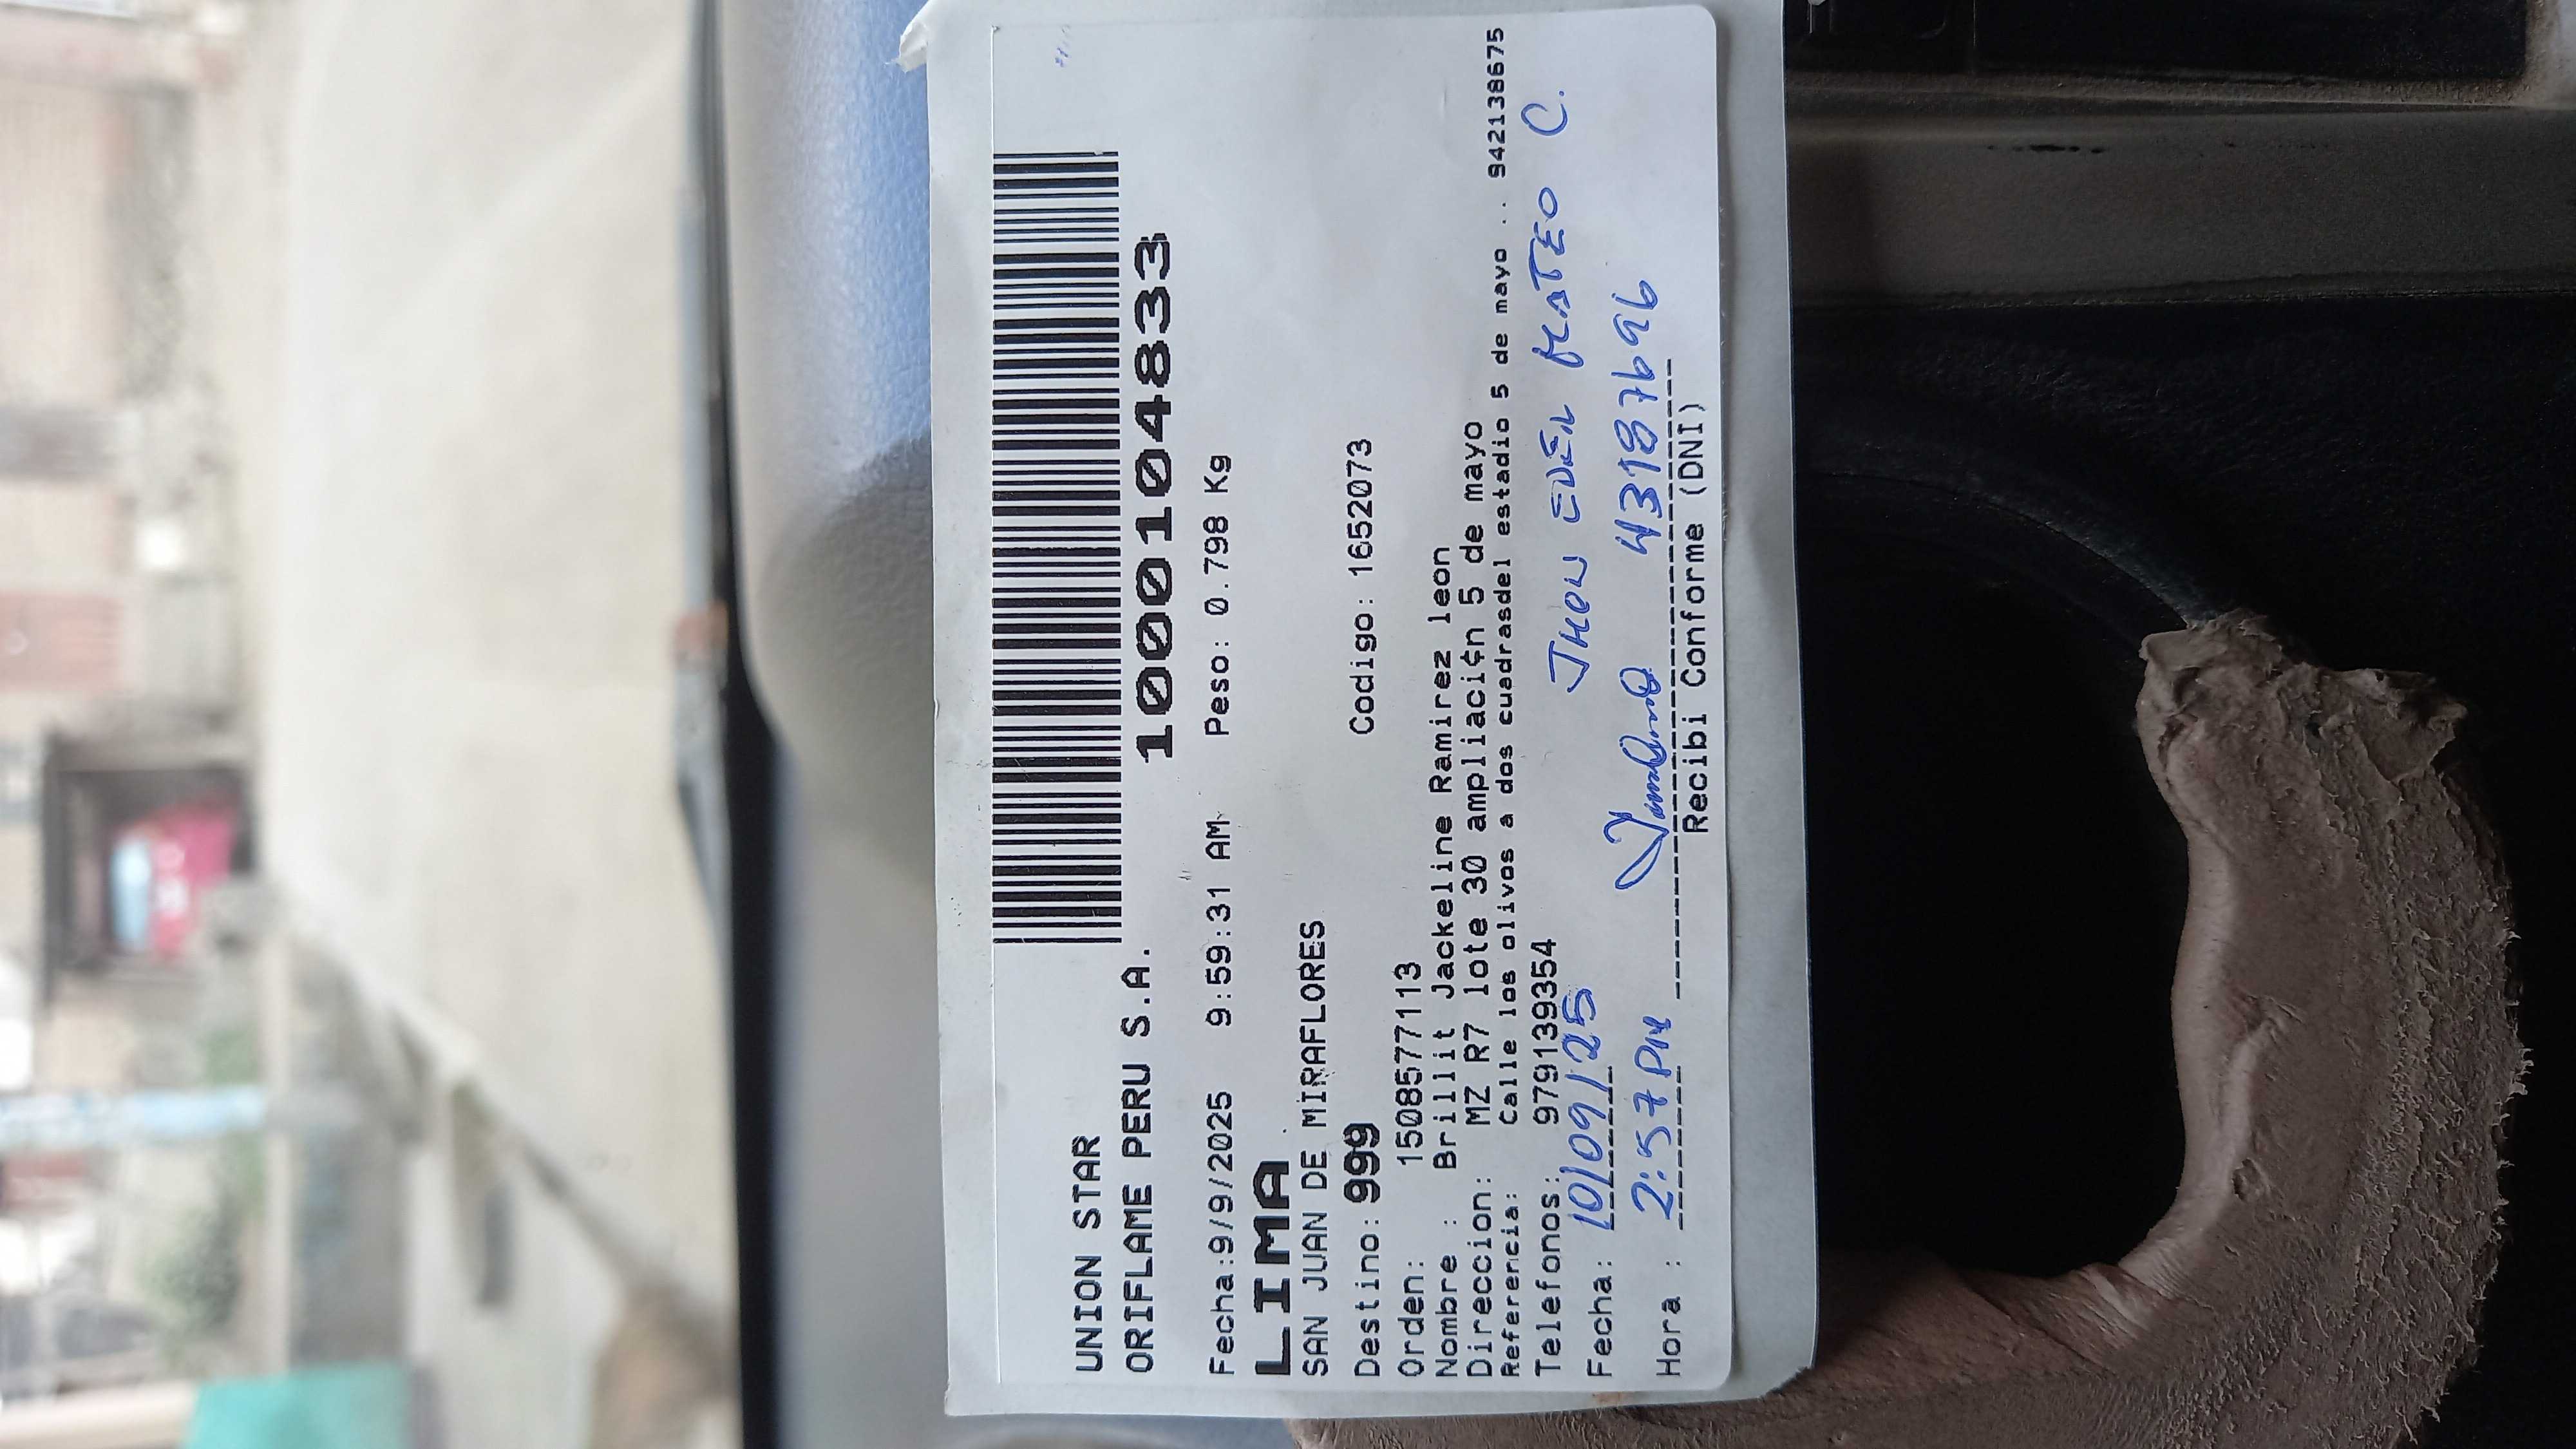 UNION STAR
ORIFLAME PERU S.A.
1000104833
Fecha:9/9/2025 9:59:31 AM Peso: 0.798 Kg
LIMA
SAN JUAN DE MIRAFLORES
Destino: 999 Codigo: 1652073
Orden: 1508577113
Nombre : Brillit Jackeline Ramirez leon
Direccion: MZ R7 lote 30 ampliaci¢n 5 de mayo
Referencia: Calle los olivos a dos cuadrasdel estadio 5 de mayo .. 942138675
Telefonos: 979139354
Fecha: 10/09/25 JHON EDER MATEO C.
Hora : 2:57 PM 43187696
Recibi Conforme (DNI)